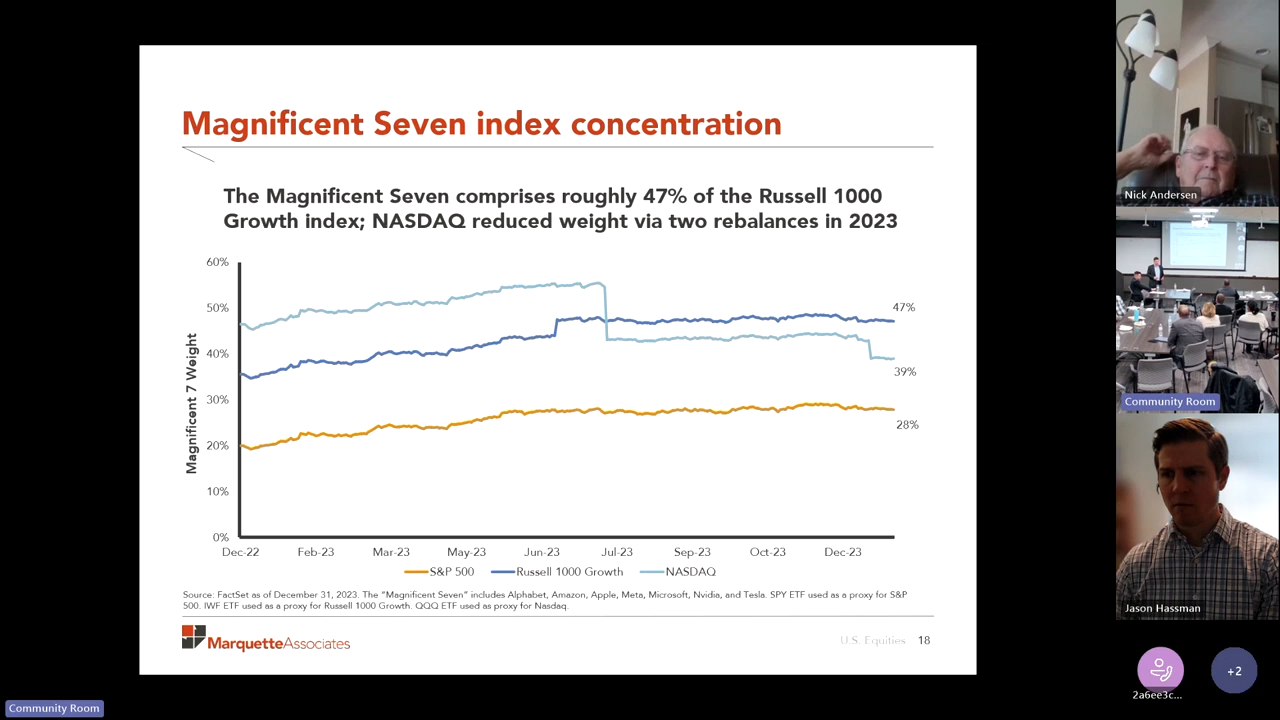 Magnificent Seven index concentration
The Magnificent Seven comprises roughly 47% of the Russell 1000
Growth index; NASDAQ reduced weight via two rebalances in 2023
Magnificent 7 Weight
60%
50%
40%
30%
20%
10%
0%
47%
39%
28%
Dec-22 Feb-23 Mar-23 May-23 Jun-23 Jul-23 Sep-23 Oct-23 Dec-23
S&P 500 Russell 1000 Growth NASDAQ
Source: FactSet as of December 31, 2023. The “Magnificent Seven” includes Alphabet, Amazon, Apple, Meta, Microsoft, Nvidia, and Tesla. SPY ETF used as a proxy for S&P
500. IWF ETF used as a proxy for Russell 1000 Growth. QQQ ETF used as proxy for Nasdaq.
MarquetteAssociates
U.S. Equities 18
Community Room
Nick Andersen
Community Room
Jason Hassman
2a6ee3c...
+2